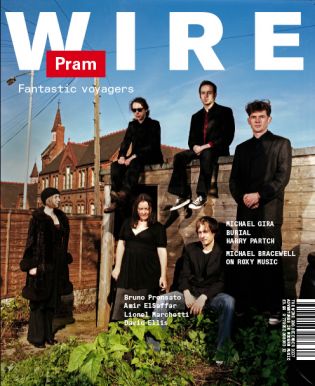 WIRE
Pram
Fantastic voyagers
MICHAEL GIRA
BURIAL
HARRY PARTCH
MICHAEL BRACEWELL
ON ROXY MUSIC
Bruno Pronsato
Amir ElSaffar
Lionel Marchetti
David Ellis